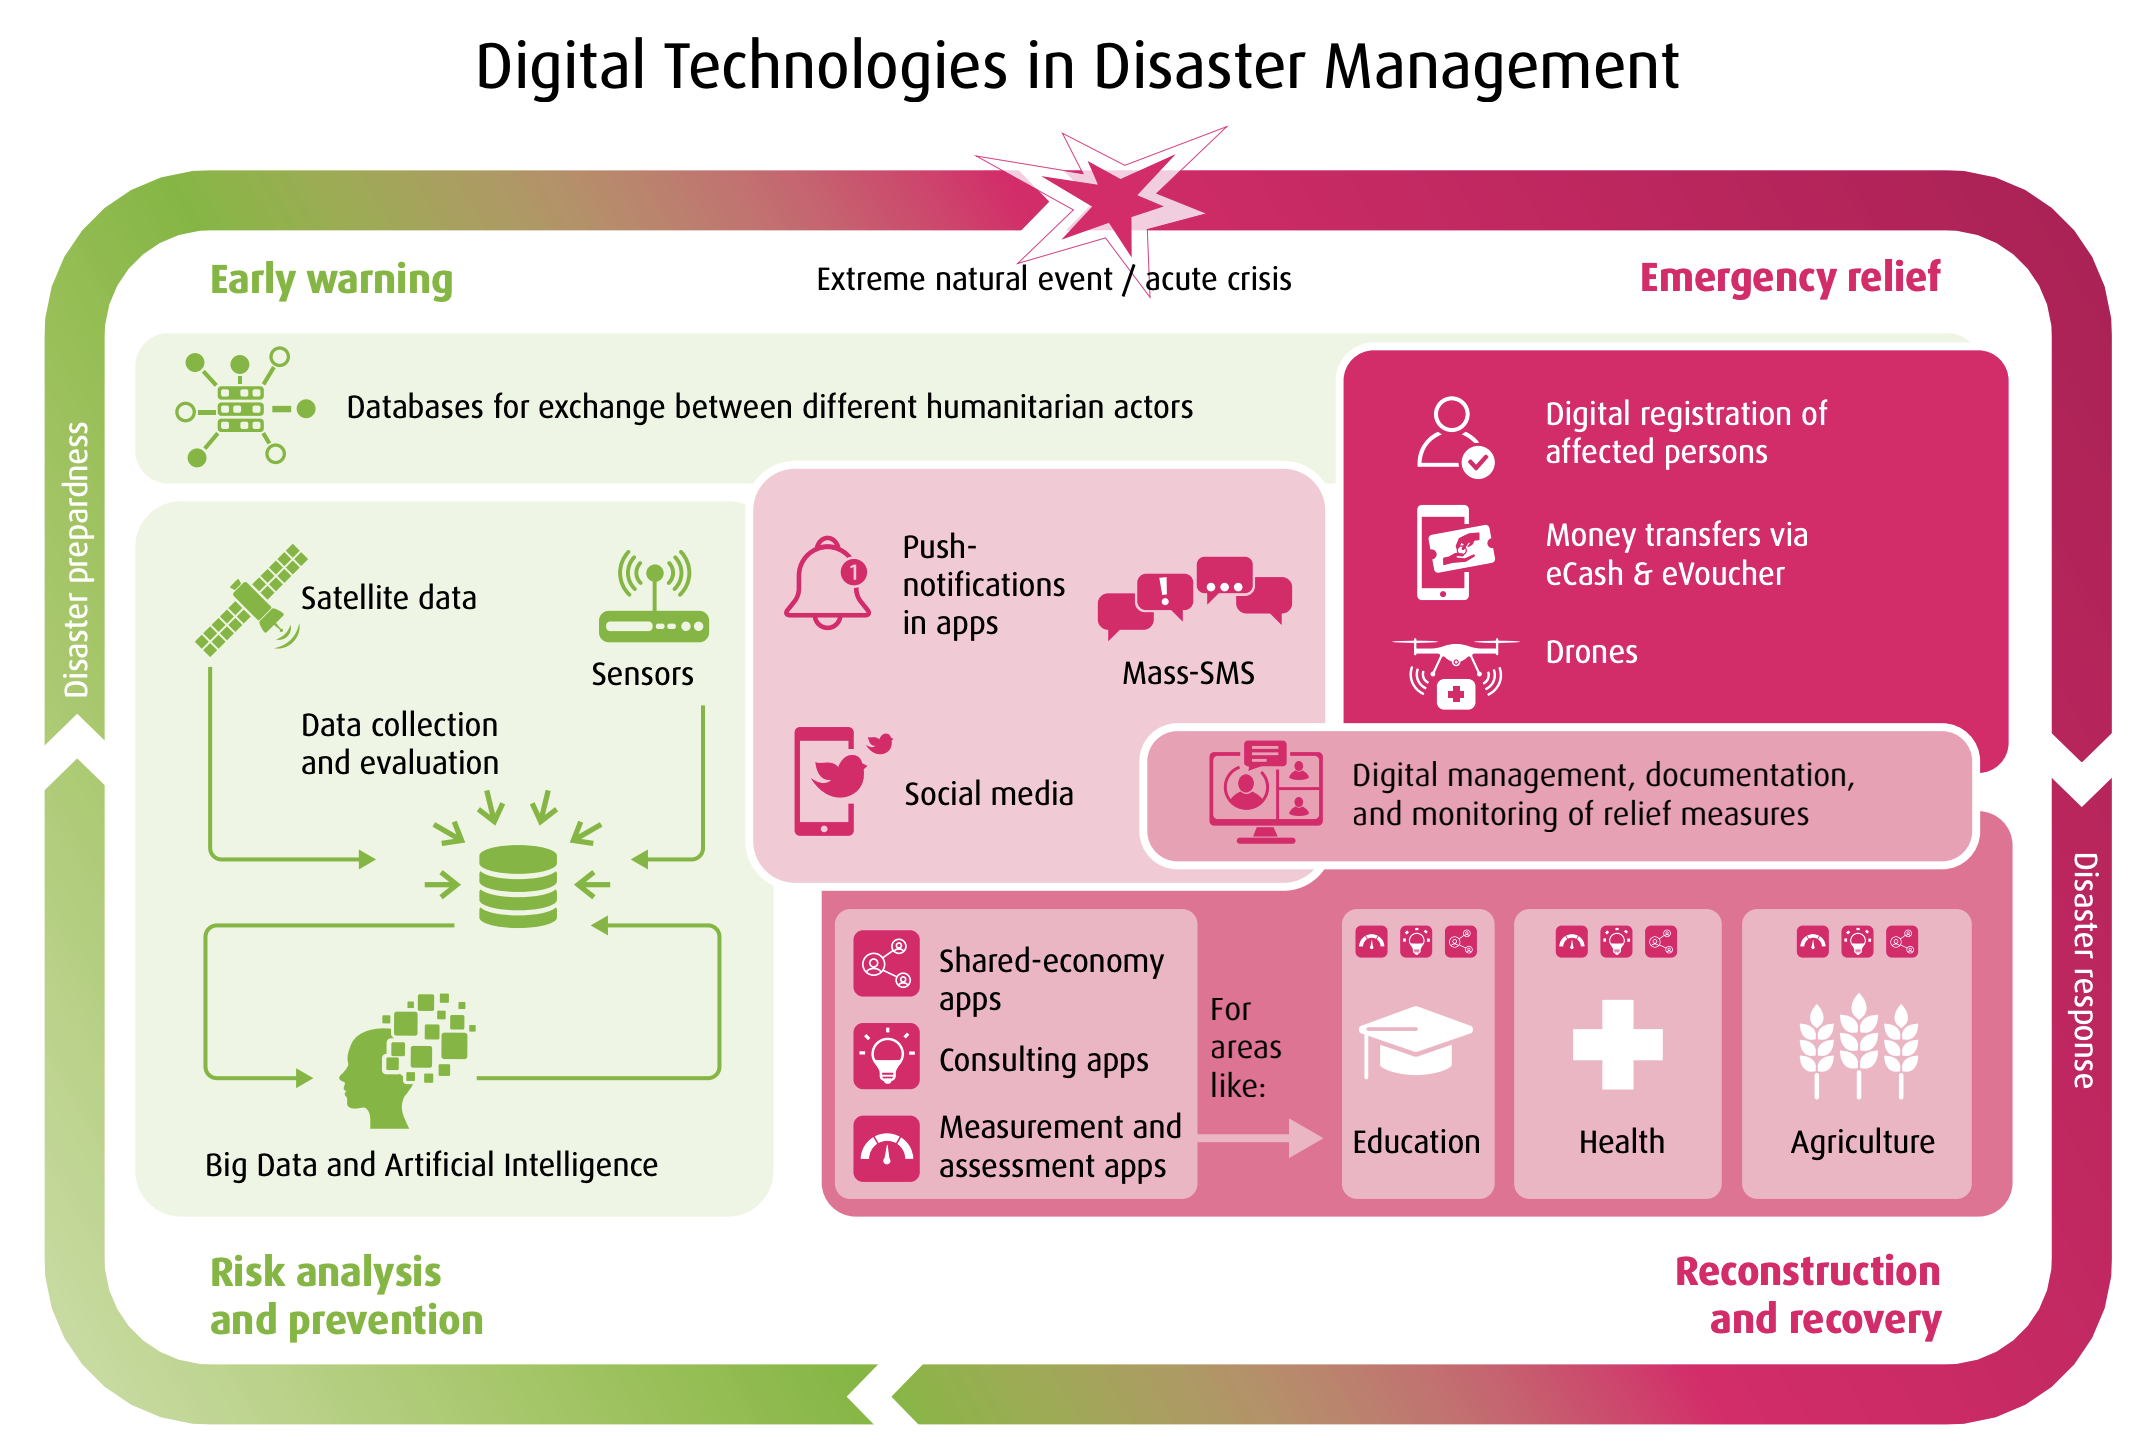 Digital Technologies in Disaster Management
Early warning
Extreme natural event / acute crisis
Emergency relief
Disaster prepardness
Databases for exchange between different humanitarian actors
Digital registration of
affected persons
Money transfers via
eCash & eVoucher
Drones
Satellite data
Sensors
Data collection
and evaluation
Big Data and Artificial Intelligence
1
Push-
notifications
in apps
!
Mass-SMS
Social media
Digital management, documentation,
and monitoring of relief measures
Shared-economy
apps
Consulting apps
Measurement and
assessment apps
For
areas
like:
Education
Health
Agriculture
Disaster response
Risk analysis
and prevention
Reconstruction
and recovery